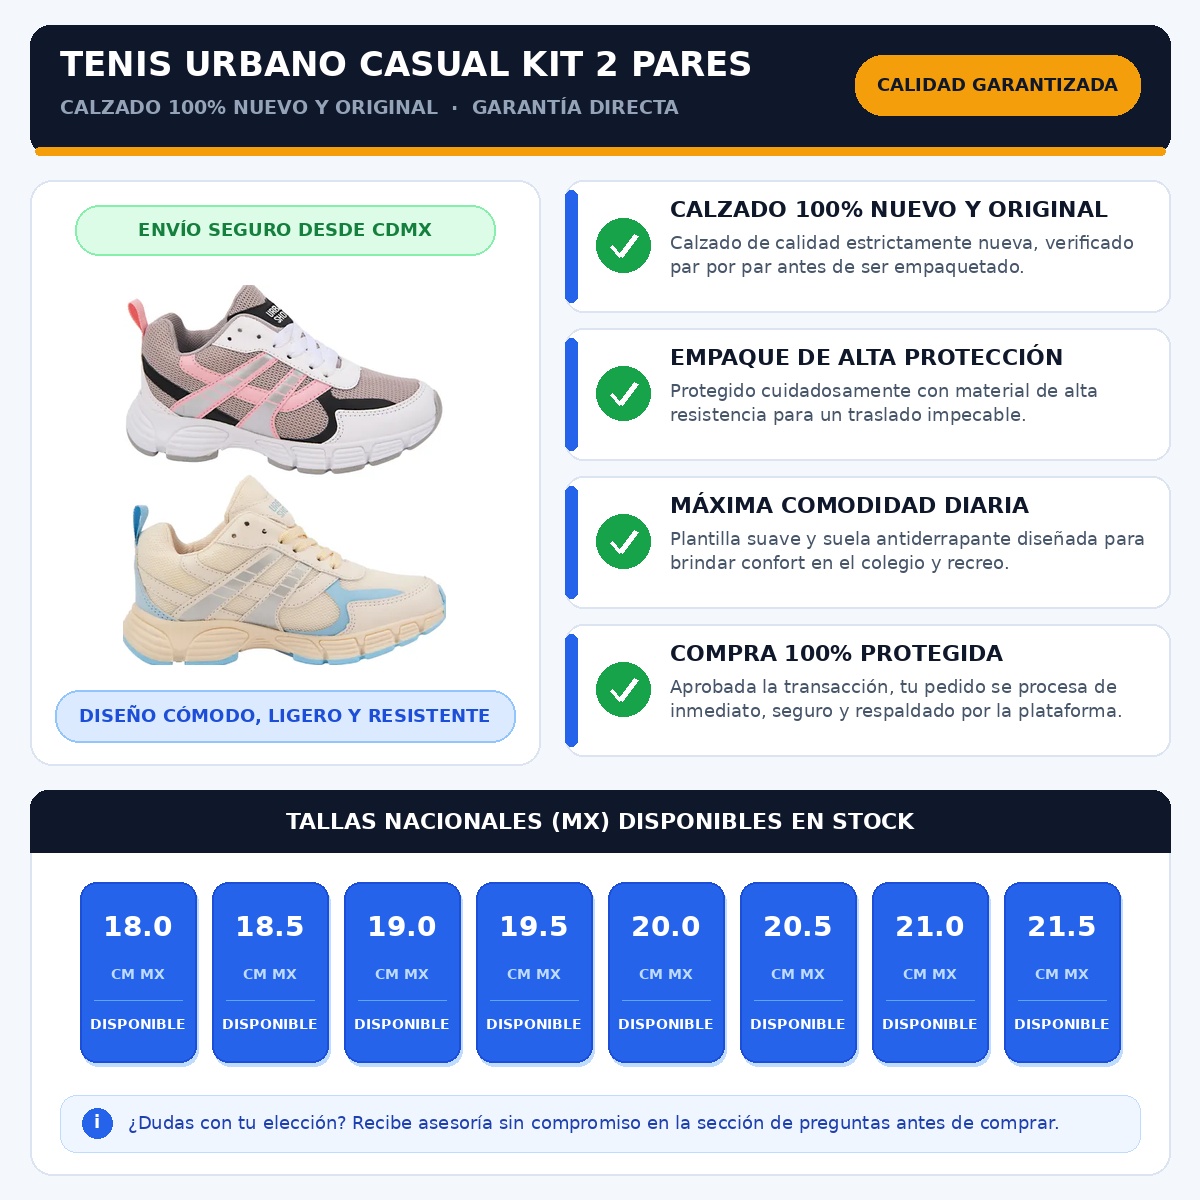 TENIS URBANO CASUAL KIT 2 PARES
CALZADO 100% NUEVO Y ORIGINAL · GARANTÍA DIRECTA
CALIDAD GARANTIZADA
ENVÍO SEGURO DESDE CDMX
URBAN
SHOES
DISEÑO CÓMODO, LIGERO Y RESISTENTE
CALZADO 100% NUEVO Y ORIGINAL
Calzado de calidad estrictamente nueva, verificado
par por par antes de ser empaquetado.
EMPAQUE DE ALTA PROTECCIÓN
Protegido cuidadosamente con material de alta
resistencia para un traslado impecable.
MÁXIMA COMODIDAD DIARIA
Plantilla suave y suela antiderrapante diseñada para
brindar confort en el colegio y recreo.
COMPRA 100% PROTEGIDA
Aprobada la transacción, tu pedido se procesa de
inmediato, seguro y respaldado por la plataforma.
TALLAS NACIONALES (MX) DISPONIBLES EN STOCK
18.0 18.5 19.0 19.5 20.0 20.5 21.0 21.5
CM MX CM MX CM MX CM MX CM MX CM MX CM MX CM MX
DISPONIBLE DISPONIBLE DISPONIBLE DISPONIBLE DISPONIBLE DISPONIBLE DISPONIBLE DISPONIBLE
i ¿Dudas con tu elección? Recibe asesoría sin compromiso en la sección de preguntas antes de comprar.